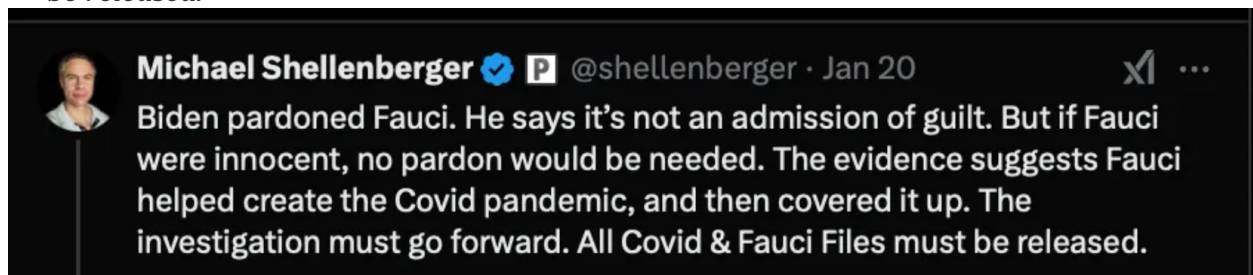 be released.
Michael Shellenberger P @shellenberger · Jan 20
Biden pardoned Fauci. He says it’s not an admission of guilt. But if Fauci
were innocent, no pardon would be needed. The evidence suggests Fauci
helped create the Covid pandemic, and then covered it up. The
investigation must go forward. All Covid & Fauci Files must be released.